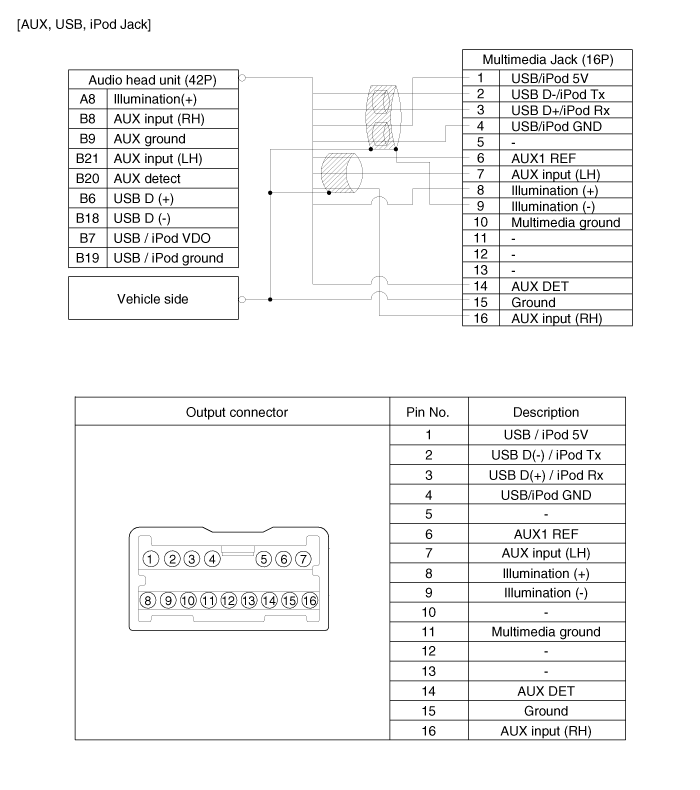 [AUX, USB, iPod Jack]
Audio head unit (42P)
A8 Illumination(+)
B8 AUX input (RH)
B9 AUX ground
B21 AUX input (LH)
B20 AUX detect
B6 USB D (+)
B18 USB D (-)
B7 USB / iPod VDO
B19 USB / iPod ground
Vehicle side
Multimedia Jack (16P)
1 USB/iPod 5V
2 USB D-/iPod Tx
3 USB D+/iPod Rx
4 USB/iPod GND
5 -
6 AUX1 REF
7 AUX input (LH)
8 Illumination (+)
9 Illumination (-)
10 Multimedia ground
11 -
12 -
13 -
14 AUX DET
15 Ground
16 AUX input (RH)
Output connector Pin No. Description
1 2 3 4 5 6 7
8 9 10 11 12 13 14 15 16
1 USB / iPod 5V
2 USB D(-) / iPod Tx
3 USB D(+) / iPod Rx
4 USB/iPod GND
5 -
6 AUX1 REF
7 AUX input (LH)
8 Illumination (+)
9 Illumination (-)
10 -
11 Multimedia ground
12 -
13 -
14 AUX DET
15 Ground
16 AUX input (RH)